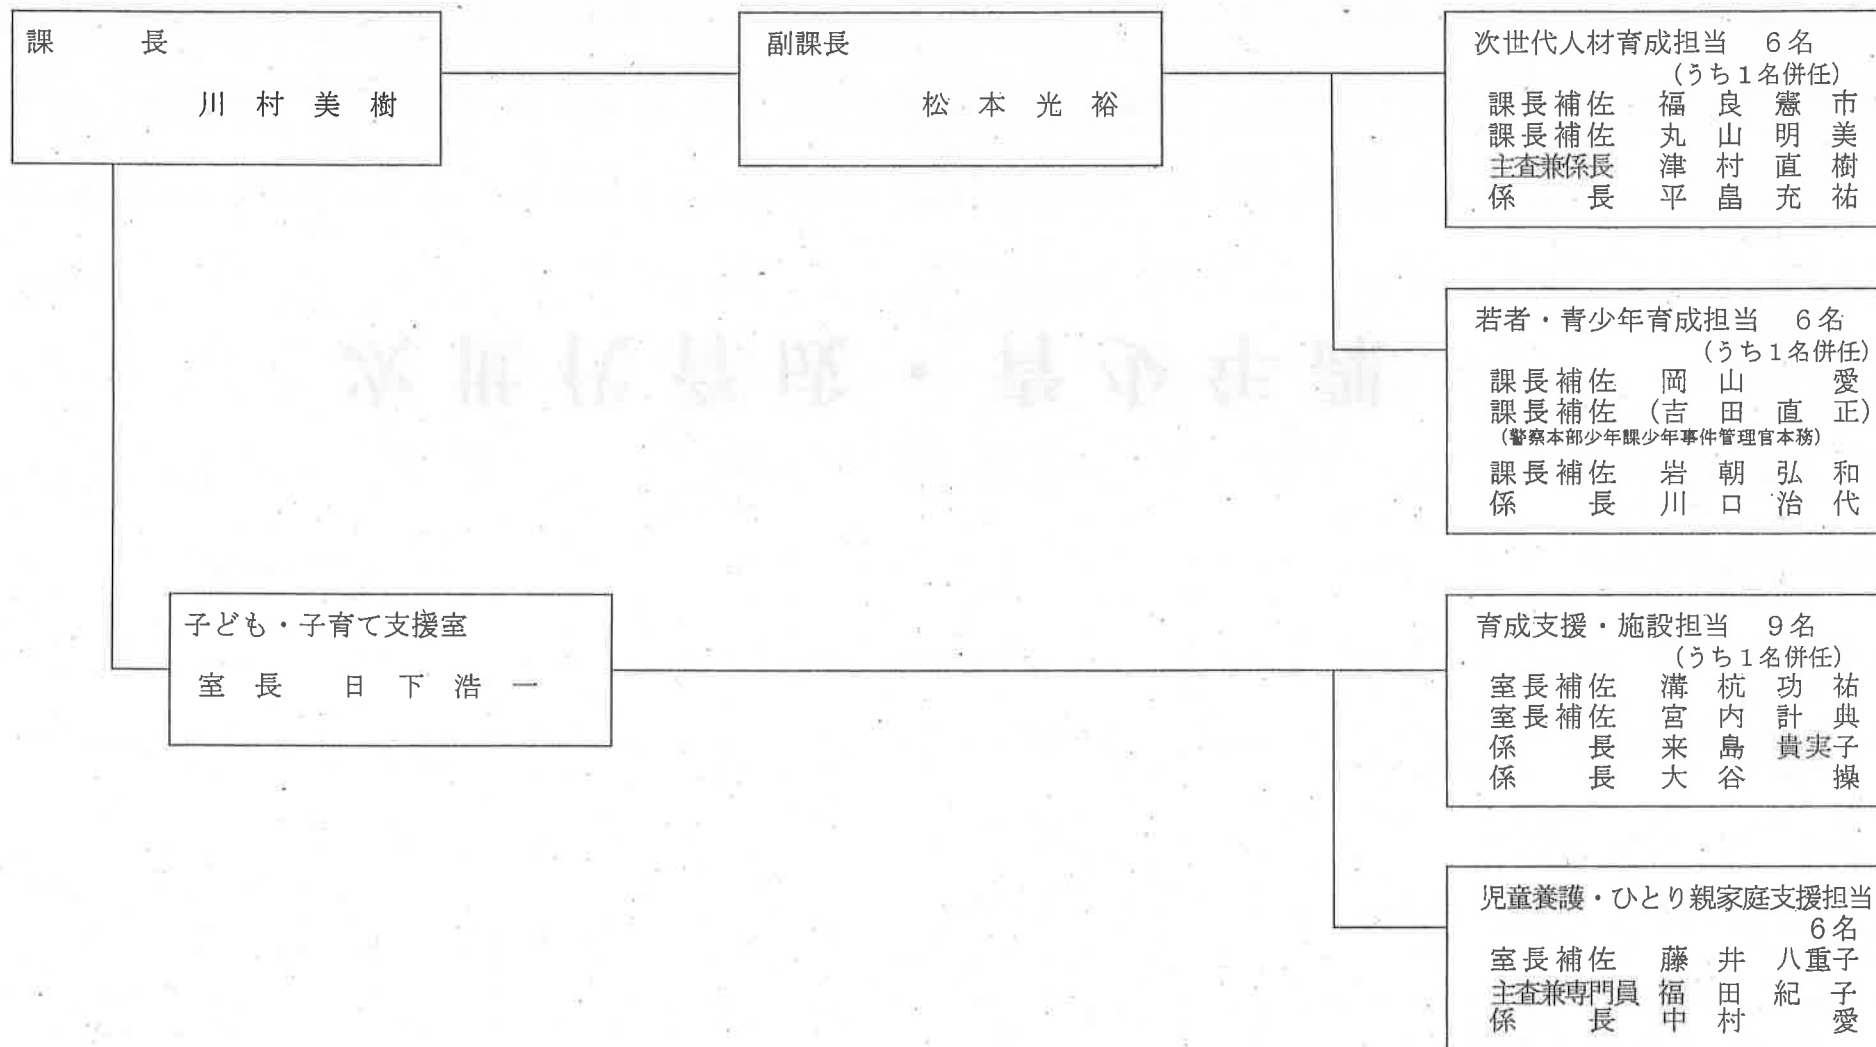 課　　　長
川　村　美　樹
副課長
松　本　光　裕
次世代人材育成担当　６名
(うち１名併任)
課長補佐　福　良　憲　市
課長補佐　丸　山　明　美
主査兼係長　津　村　直　樹
係　　長　平　畠　充　祐
若者・青少年育成担当　６名
(うち１名併任)
課長補佐　岡　山　　　愛
課長補佐　(吉　田　直　正)
(警察本部少年課少年事件管理官本務)
課長補佐　岩　朝　弘　和
係　　長　川　口　治　代
子ども・子育て支援室
室　長　　日　下　浩　一
育成支援・施設担当　９名
(うち１名併任)
室長補佐　溝　杭　功　祐
室長補佐　宮　内　計　典
係　　長　来　島　貴実子
係　　長　大　谷　　　操
児童養護・ひとり親家庭支援担当
６名
室長補佐　藤　井　八重子
主査兼専門員　福　田　紀　子
係　　長　中　村　　　愛